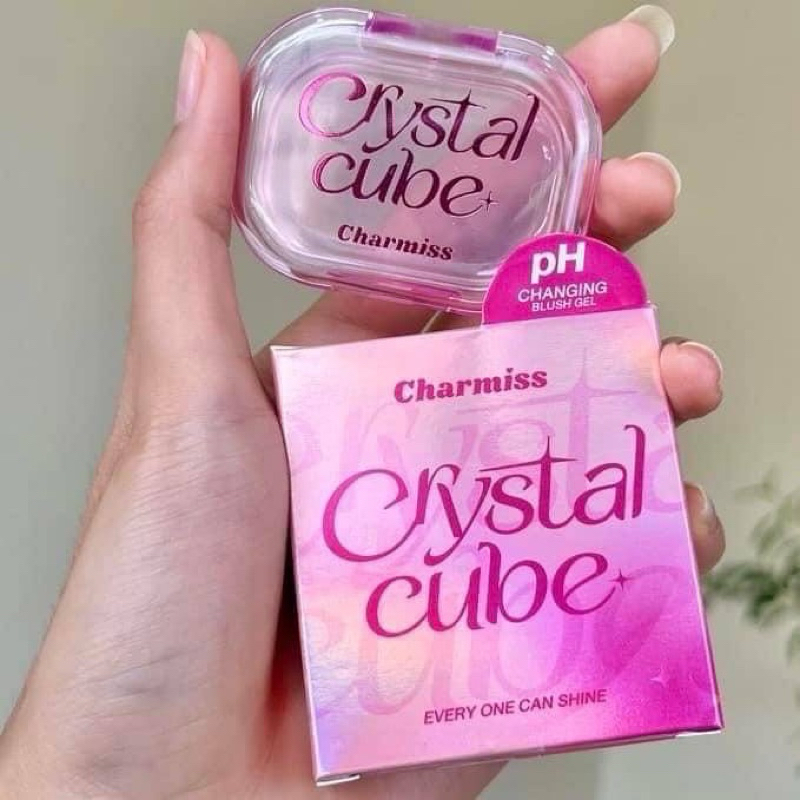 Crystal
cube
Charmiss
pH
CHANGING
BLUSH GEL
Charmiss
Crystal
cube
EVERY ONE CAN SHINE